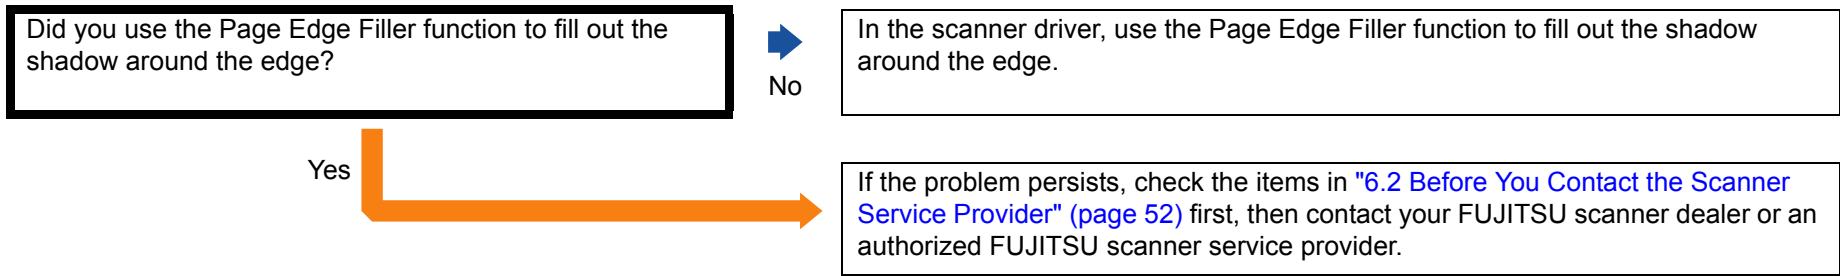 Did you use the Page Edge Filler function to fill out the
shadow around the edge?
No
In the scanner driver, use the Page Edge Filler function to fill out the shadow
around the edge.
Yes
If the problem persists, check the items in "6.2 Before You Contact the Scanner
Service Provider" (page 52) first, then contact your FUJITSU scanner dealer or an
authorized FUJITSU scanner service provider.